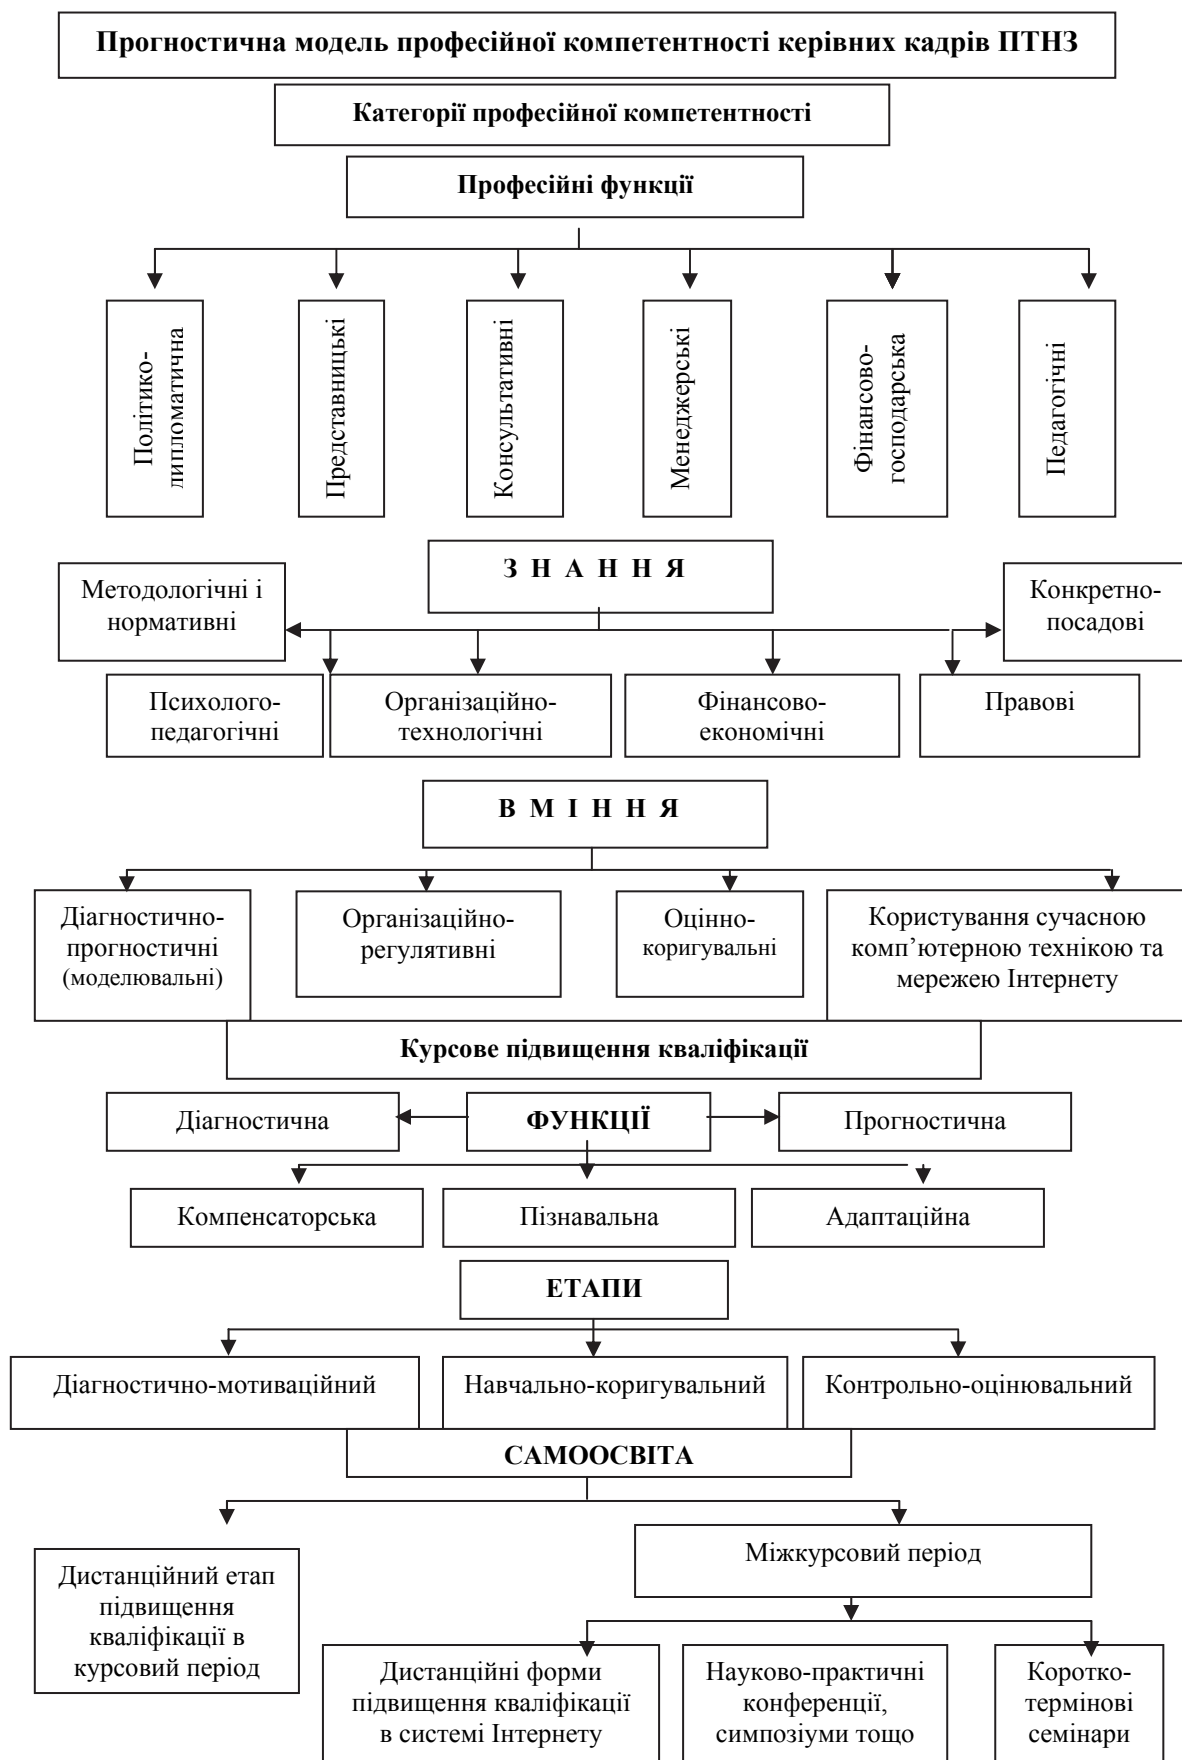 Прогностична модель професійної компетентності керівних кадрів ПТНЗ
Категорії професійної компетентності
Професійні функції
Політико-
дипломатична
Представницькі
Консультативні
Менеджерські
Фінансово-
господарська
Педагогічні
З Н А Н Н Я
Методологічні і
нормативні
Конкретно-
посадові
Психолого-
педагогічні
Організаційно-
технологічні
Фінансово-
економічні
Правові
В М І Н Н Я
Діагностично-
прогностичні
(моделювальні)
Організаційно-
регулятивні
Оцінно-
коригувальні
Користування сучасною
комп’ютерною технікою та
мережею Інтернету
Курсове підвищення кваліфікації
Діагностична
ФУНКЦІЇ
Прогностична
Компенсаторська
Пізнавальна
Адаптаційна
ЕТАПИ
Діагностично-мотиваційний
Навчально-коригувальний
Контрольно-оцінювальний
САМООСВІТА
Дистанційний етап
підвищення
кваліфікації в
курсовий період
Міжкурсовий період
Дистанційні форми
підвищення кваліфікації
в системі Інтернету
Науково-практичні
конференції,
симпозіуми тощо
Коротко-
термінові
семінари